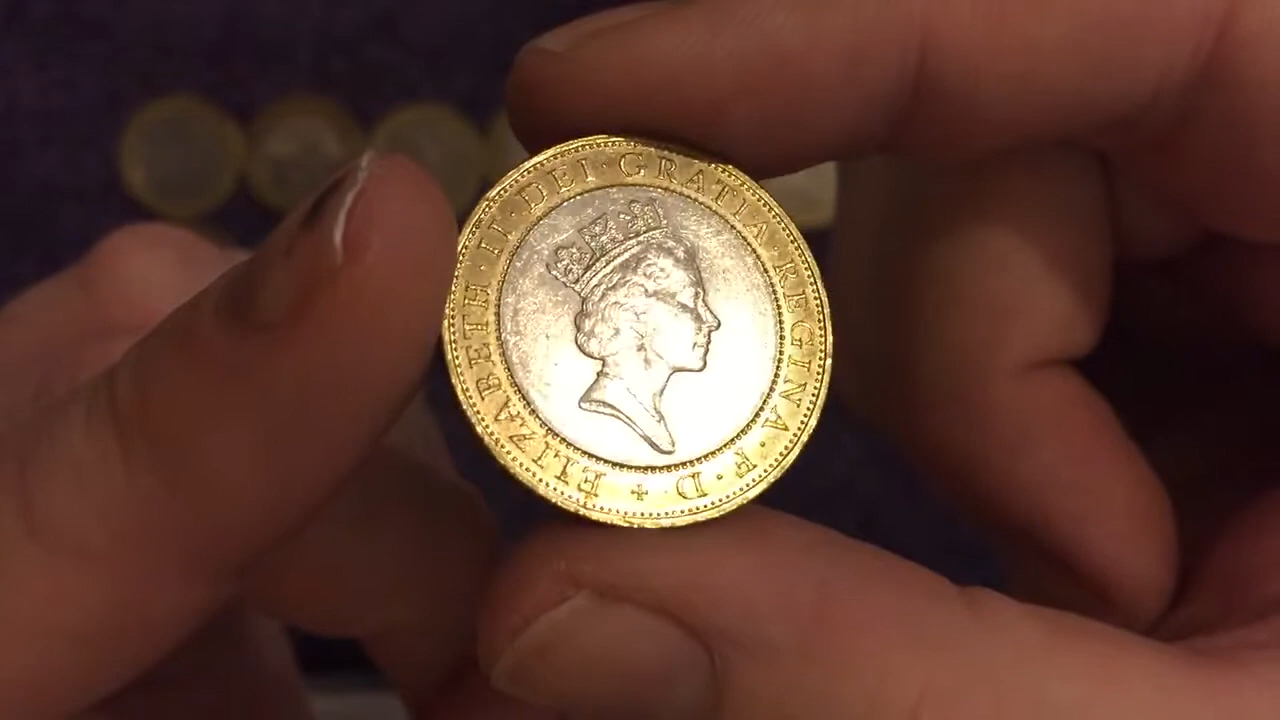 ELIZABETH · II · DEI · GRATIA · REGINA · F · D +